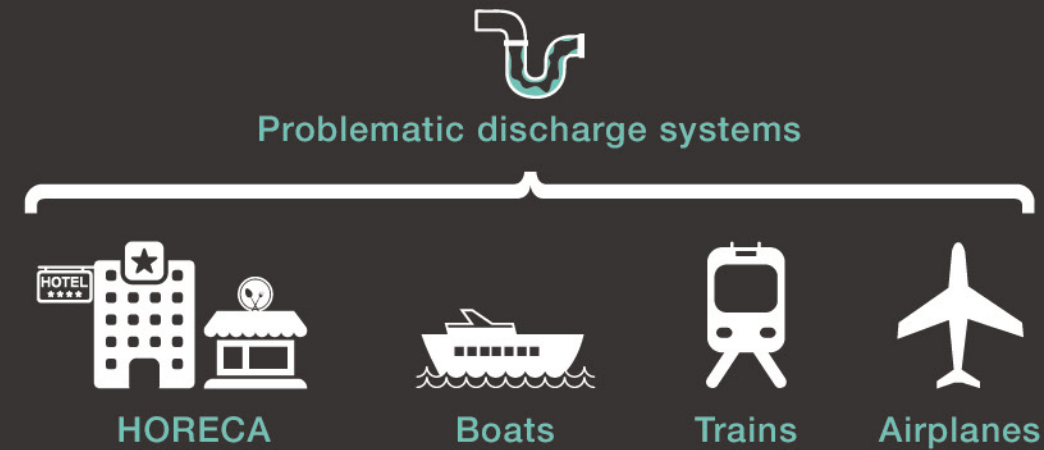 Problematic discharge systems
HOTEL
****
HORECA
Boats
Trains
Airplanes